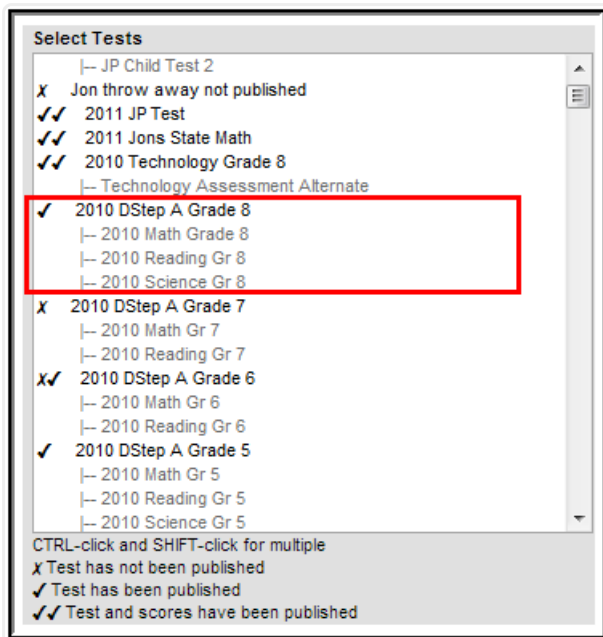 Select Tests
|-- JP Child Test 2
✗ Jon throw away not published
✓✓ 2011 JP Test
✓✓ 2011 Jons State Math
✓✓ 2010 Technology Grade 8
|-- Technology Assessment Alternate
✓ 2010 DStep A Grade 8
|-- 2010 Math Grade 8
|-- 2010 Reading Gr 8
|-- 2010 Science Gr 8
✗ 2010 DStep A Grade 7
|-- 2010 Math Gr 7
|-- 2010 Reading Gr 7
✗✓ 2010 DStep A Grade 6
|-- 2010 Math Gr 6
|-- 2010 Reading Gr 6
✓ 2010 DStep A Grade 5
|-- 2010 Math Gr 5
|-- 2010 Reading Gr 5
|-- 2010 Science Gr 5
CTRL-click and SHIFT-click for multiple
✗ Test has not been published
✓ Test has been published
✓✓ Test and scores have been published